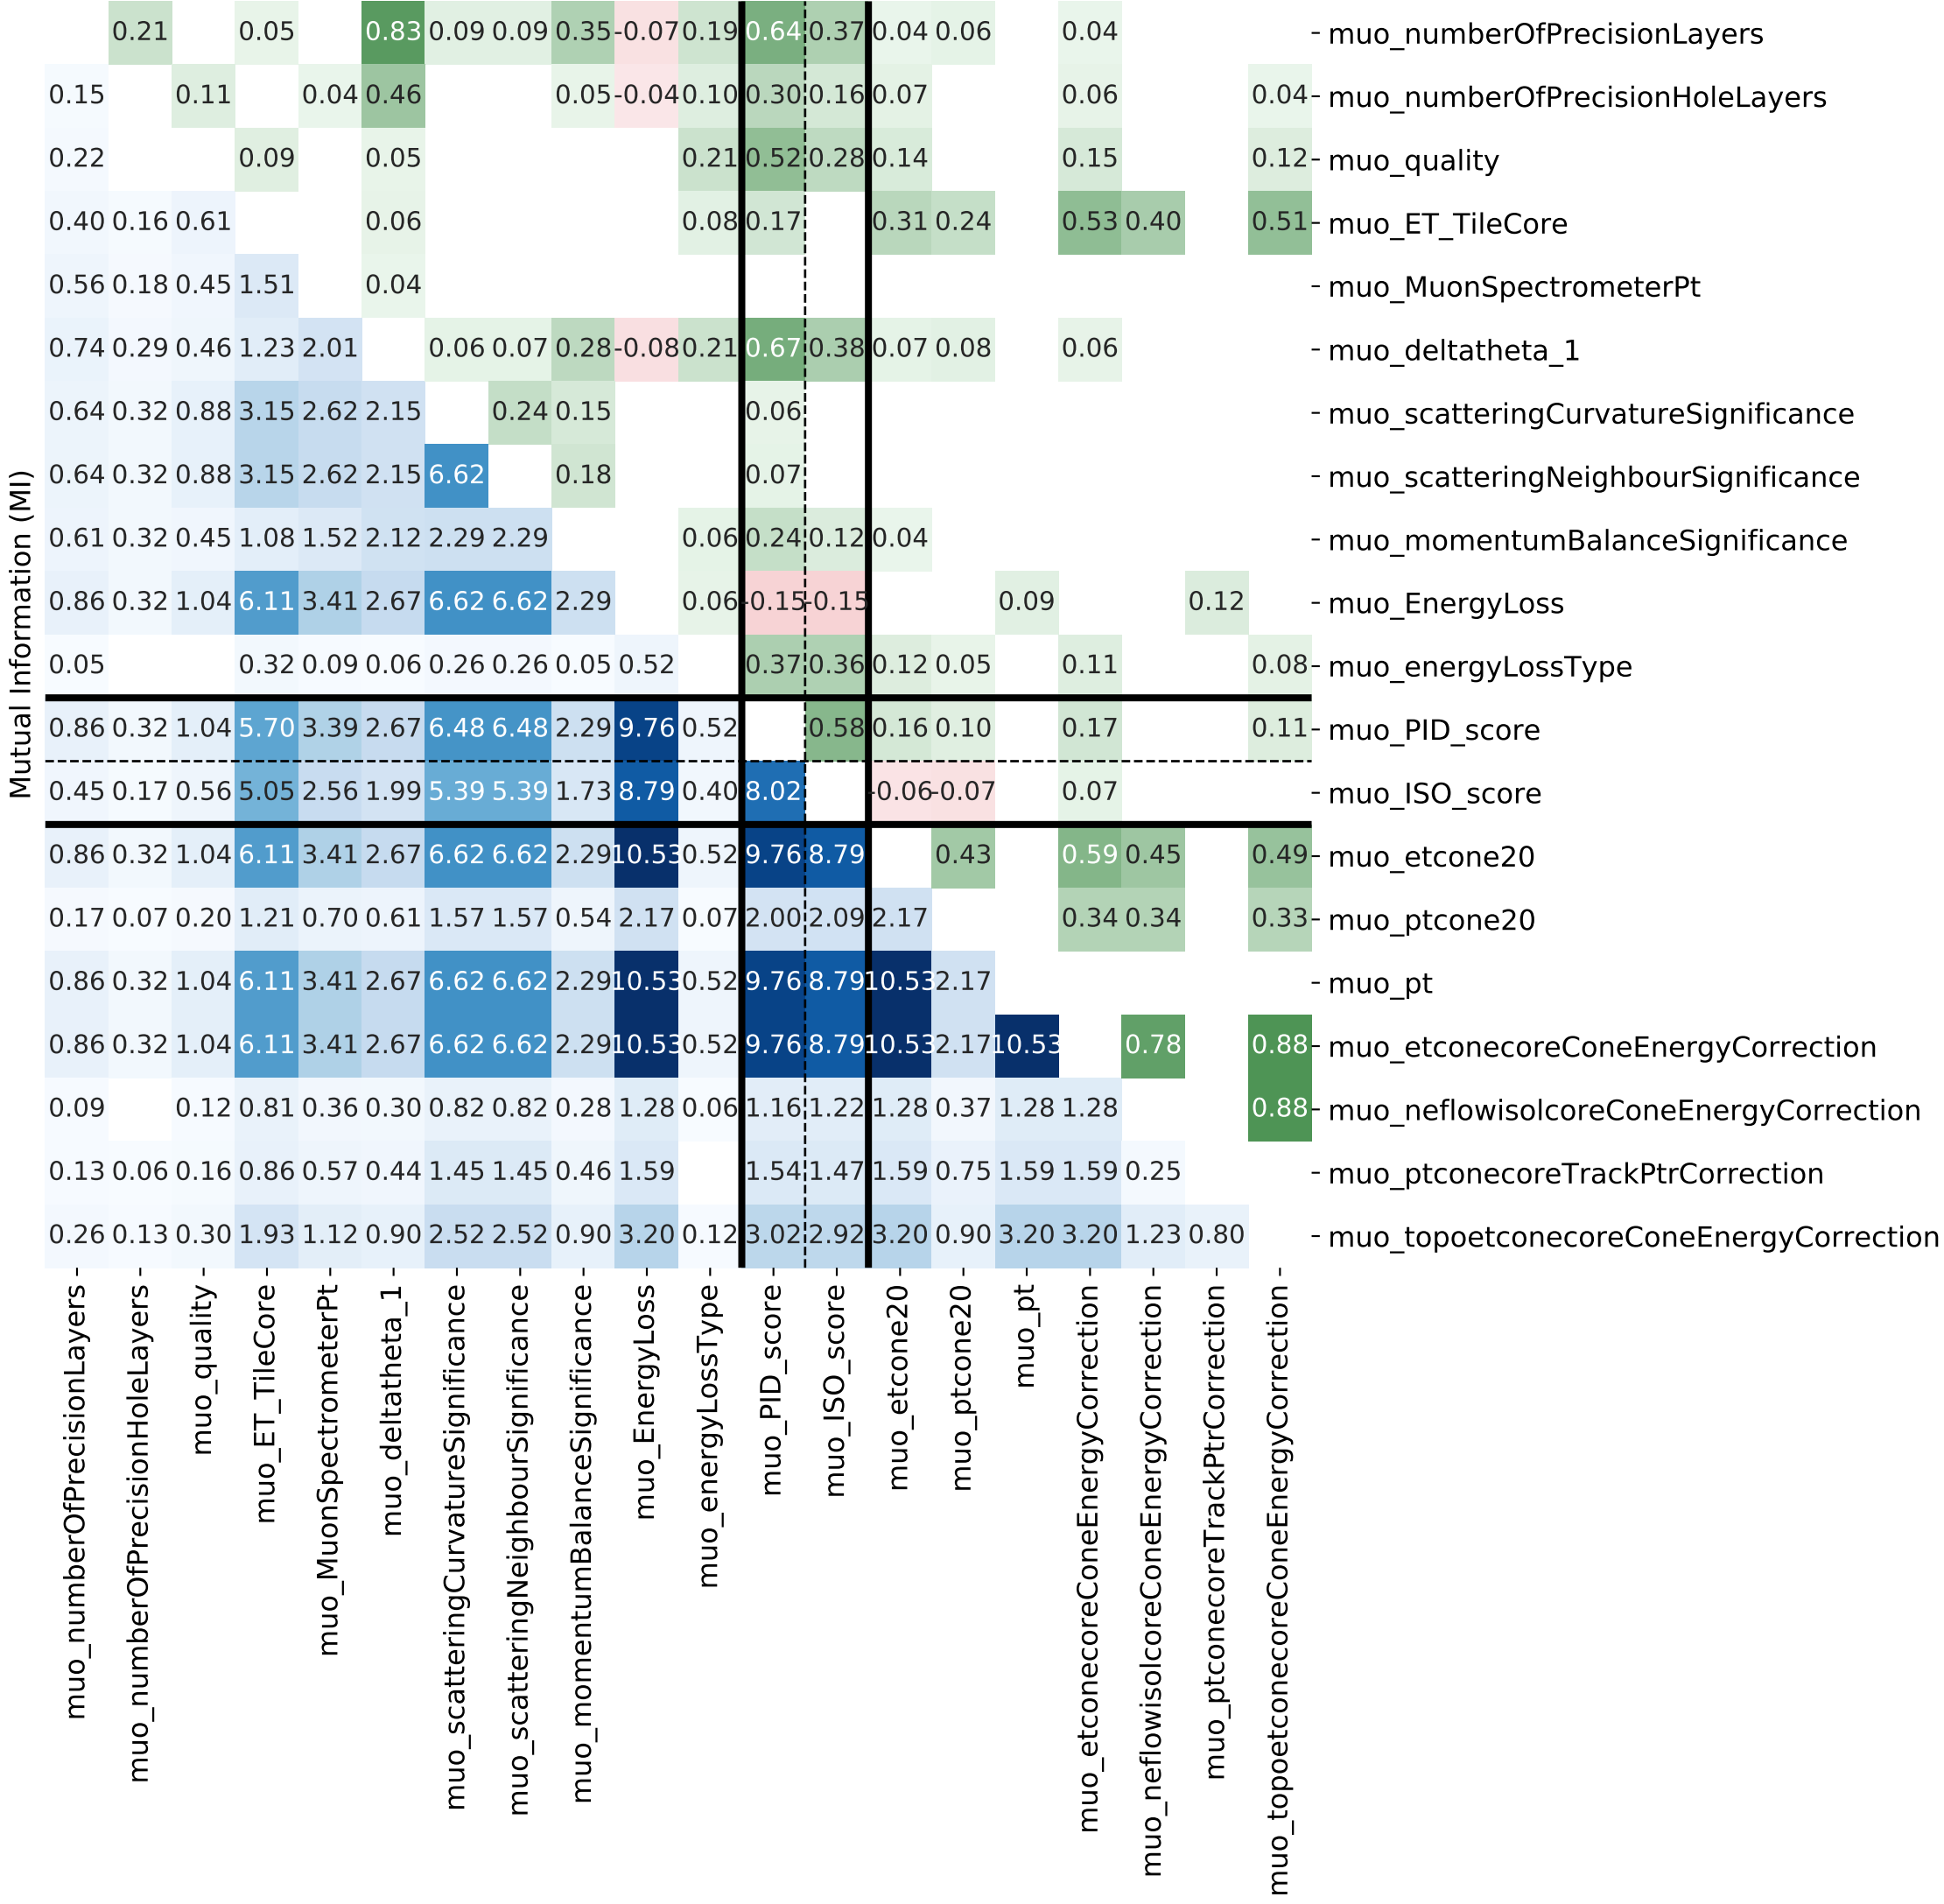 0.21 0.05 0.83 0.09 0.09 0.35 -0.07 0.19 0.64 0.37 0.04 0.06 0.04 muo_numberOfPrecisionLayers
0.15 0.11 0.04 0.46 0.05 -0.04 0.10 0.30 0.16 0.07 0.06 0.04 muo_numberOfPrecisionHoleLayers
0.22 0.09 0.05 0.21 0.52 0.28 0.14 0.15 0.12 muo_quality
0.40 0.16 0.61 0.06 0.08 0.17 0.31 0.24 0.53 0.40 0.51 muo_ET_TileCore
0.56 0.18 0.45 1.51 0.04 muo_MuonSpectrometerPt
0.74 0.29 0.46 1.23 2.01 0.06 0.07 0.28 -0.08 0.21 0.67 0.38 0.07 0.08 0.06 muo_deltatheta_1
0.64 0.32 0.88 3.15 2.62 2.15 0.24 0.15 0.06 muo_scatteringCurvatureSignificance
0.64 0.32 0.88 3.15 2.62 2.15 6.62 0.18 0.07 muo_scatteringNeighbourSignificance
0.61 0.32 0.45 1.08 1.52 2.12 2.29 2.29 0.06 0.24 0.12 0.04 muo_momentumBalanceSignificance
0.86 0.32 1.04 6.11 3.41 2.67 6.62 6.62 2.29 0.06 -0.15 -0.15 0.09 0.12 muo_EnergyLoss
0.05 0.32 0.09 0.06 0.26 0.26 0.05 0.52 0.37 0.36 0.12 0.05 0.11 0.08 muo_energyLossType
0.86 0.32 1.04 5.70 3.39 2.67 6.48 6.48 2.29 9.76 0.52 0.58 0.16 0.10 0.17 0.11 muo_PID_score
0.45 0.17 0.56 5.05 2.56 1.99 5.39 5.39 1.73 8.79 0.40 8.02 -0.06 -0.07 0.07 muo_ISO_score
0.86 0.32 1.04 6.11 3.41 2.67 6.62 6.62 2.29 10.53 0.52 9.76 8.79 0.43 0.59 0.45 0.49 muo_etcone20
0.17 0.07 0.20 1.21 0.70 0.61 1.57 1.57 0.54 2.17 0.07 2.00 2.09 2.17 0.34 0.34 0.33 muo_ptcone20
0.86 0.32 1.04 6.11 3.41 2.67 6.62 6.62 2.29 10.53 0.52 9.76 8.79 10.53 2.17 muo_pt
0.86 0.32 1.04 6.11 3.41 2.67 6.62 6.62 2.29 10.53 0.52 9.76 8.79 10.53 2.17 10.53 0.78 0.88 muo_etconecoreConeEnergyCorrection
0.09 0.12 0.81 0.36 0.30 0.82 0.82 0.28 1.28 0.06 1.16 1.22 1.28 0.37 1.28 1.28 0.88 muo_neflowisolcoreConeEnergyCorrection
0.13 0.06 0.16 0.86 0.57 0.44 1.45 1.45 0.46 1.59 1.54 1.47 1.59 0.75 1.59 1.59 0.25 muo_ptconecoreTrackPtrCorrection
0.26 0.13 0.30 1.93 1.12 0.90 2.52 2.52 0.90 3.20 0.12 3.02 2.92 3.20 0.90 3.20 3.20 1.23 0.80 muo_topoetconecoreConeEnergyCorrection
Mutual Information (MI)
muo_numberOfPrecisionLayers
muo_numberOfPrecisionHoleLayers
muo_quality
muo_ET_TileCore
muo_MuonSpectrometerPt
muo_deltatheta_1
muo_scatteringCurvatureSignificance
muo_scatteringNeighbourSignificance
muo_momentumBalanceSignificance
muo_EnergyLoss
muo_energyLossType
muo_PID_score
muo_ISO_score
muo_etcone20
muo_ptcone20
muo_pt
muo_etconecoreConeEnergyCorrection
muo_neflowisolcoreConeEnergyCorrection
muo_ptconecoreTrackPtrCorrection
muo_topoetconecoreConeEnergyCorrection